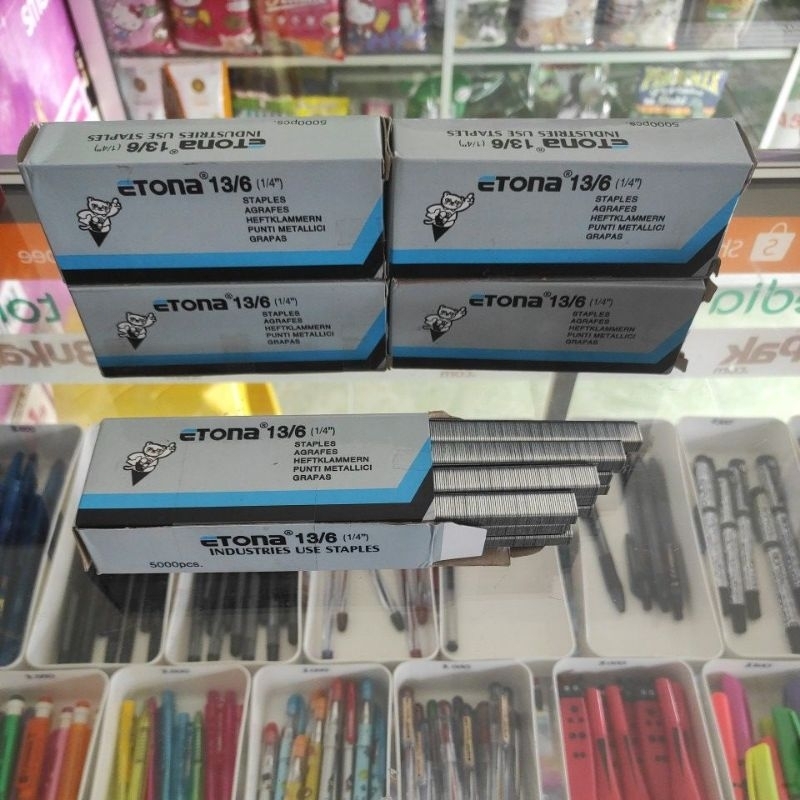 5000pcs.
INDUSTRIES USE STAPLES
ETONA® 13/6 (1/4")
ETONA® 13/6 (1/4")
STAPLES
AGRAFES
HEFTKLAMMERN
PUNTI METALLICI
GRAPAS
5000pcs.
INDUSTRIES USE STAPLES
ETONA® 13/6 (1/4")
ETONA® 13/6 (1/4")
STAPLES
AGRAFES
HEFTKLAMMERN
PUNTI METALLICI
GRAPAS
ETONA® 13/6 (1/4")
STAPLES
AGRAFES
HEFTKLAMMERN
PUNTI METALLICI
GRAPAS
ETONA® 13/6 (1/4")
STAPLES
AGRAFES
HEFTKLAMMERN
PUNTI METALLICI
GRAPAS
ETONA® 13/6 (1/4")
STAPLES
AGRAFES
HEFTKLAMMERN
PUNTI METALLICI
GRAPAS
ETONA® 13/6 (1/4")
INDUSTRIES USE STAPLES
5000pcs.